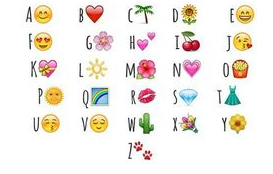 A B C D E
F G H I J
K L M N O
P Q R S T
U V W X Y
Z